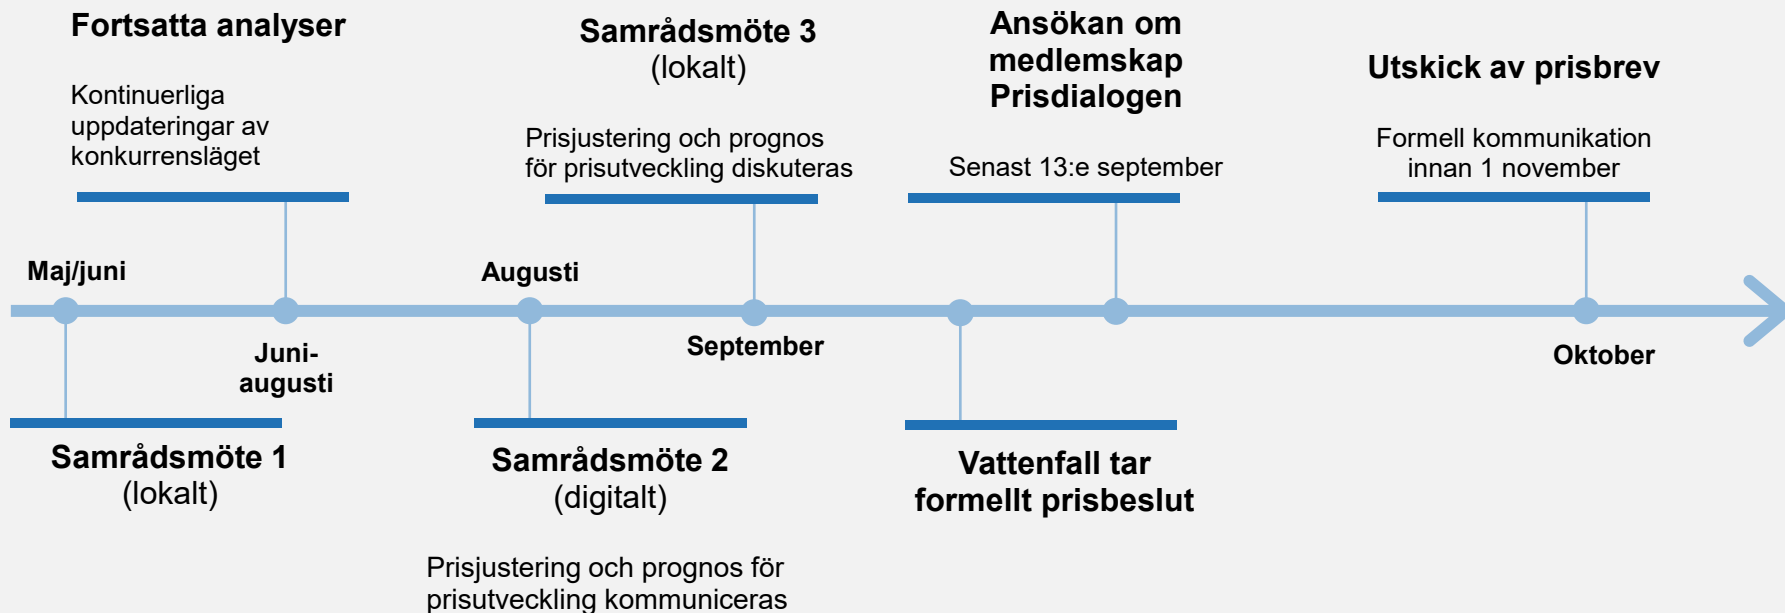 Fortsatta analyser
Kontinuerliga
uppdateringar av
konkurrensläget
Samrådsmöte 3
(lokalt)
Prisjustering och prognos
för prisutveckling diskuteras
Ansökan om
medlemskap
Prisdialogen
Senast 13:e september
Utskick av prisbrev
Formell kommunikation
innan 1 november
Maj/juni
Juni-
augusti
Augusti
September
Oktober
Samrådsmöte 1
(lokalt)
Samrådsmöte 2
(digitalt)
Prisjustering och prognos för
prisutveckling kommuniceras
Vattenfall tar
formellt prisbeslut